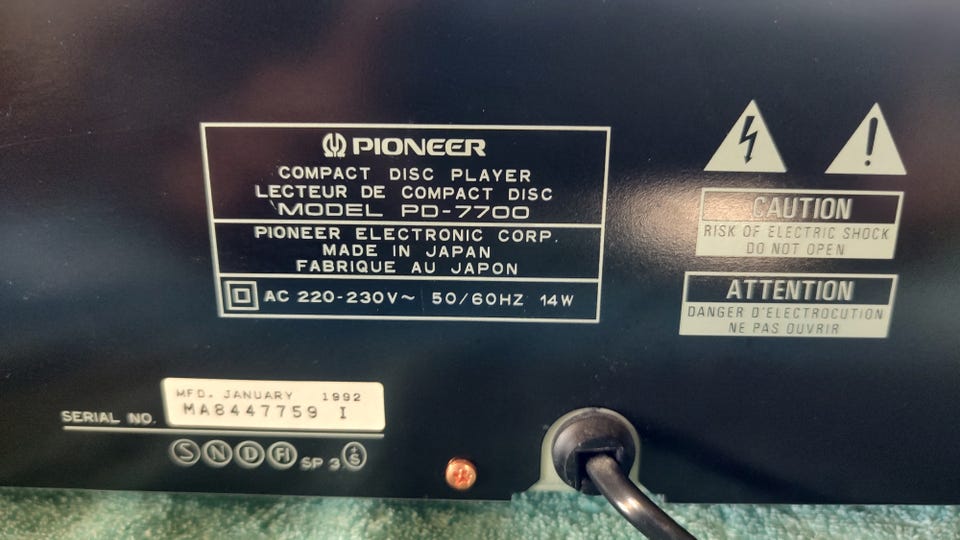 PIONEER
COMPACT DISC PLAYER
LECTEUR DE COMPACT DISC
MODEL PD-7700
PIONEER ELECTRONIC CORP.
MADE IN JAPAN
FABRIQUE AU JAPON
AC 220-230V~ 50/60HZ 14W
CAUTION
RISK OF ELECTRIC SHOCK
DO NOT OPEN
ATTENTION
DANGER D'ELECTROCUTION
NE PAS OUVRIR
MFD. JANUARY 1992
SERIAL NO. MA8447759 I
S N D FI SP 3 +S